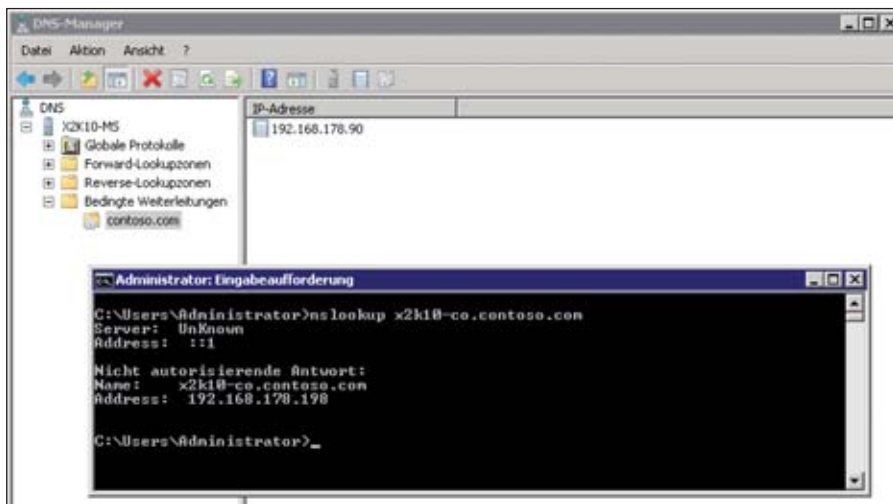 DNS-Manager
Datei Aktion Ansicht ?
DNS
X2K10-MS
Globale Protokolle
Forward-Lookupzonen
Reverse-Lookupzonen
Bedingte Weiterleitungen
contoso.com
IP-Adresse
192.168.178.90
Administrator: Eingabeaufforderung
C:\Users\Administrator>nslookup x2k10-co.contoso.com
Server: UnKnown
Address: ::1
Nicht autorisierende Antwort:
Name: x2k10-co.contoso.com
Address: 192.168.178.198
C:\Users\Administrator>_